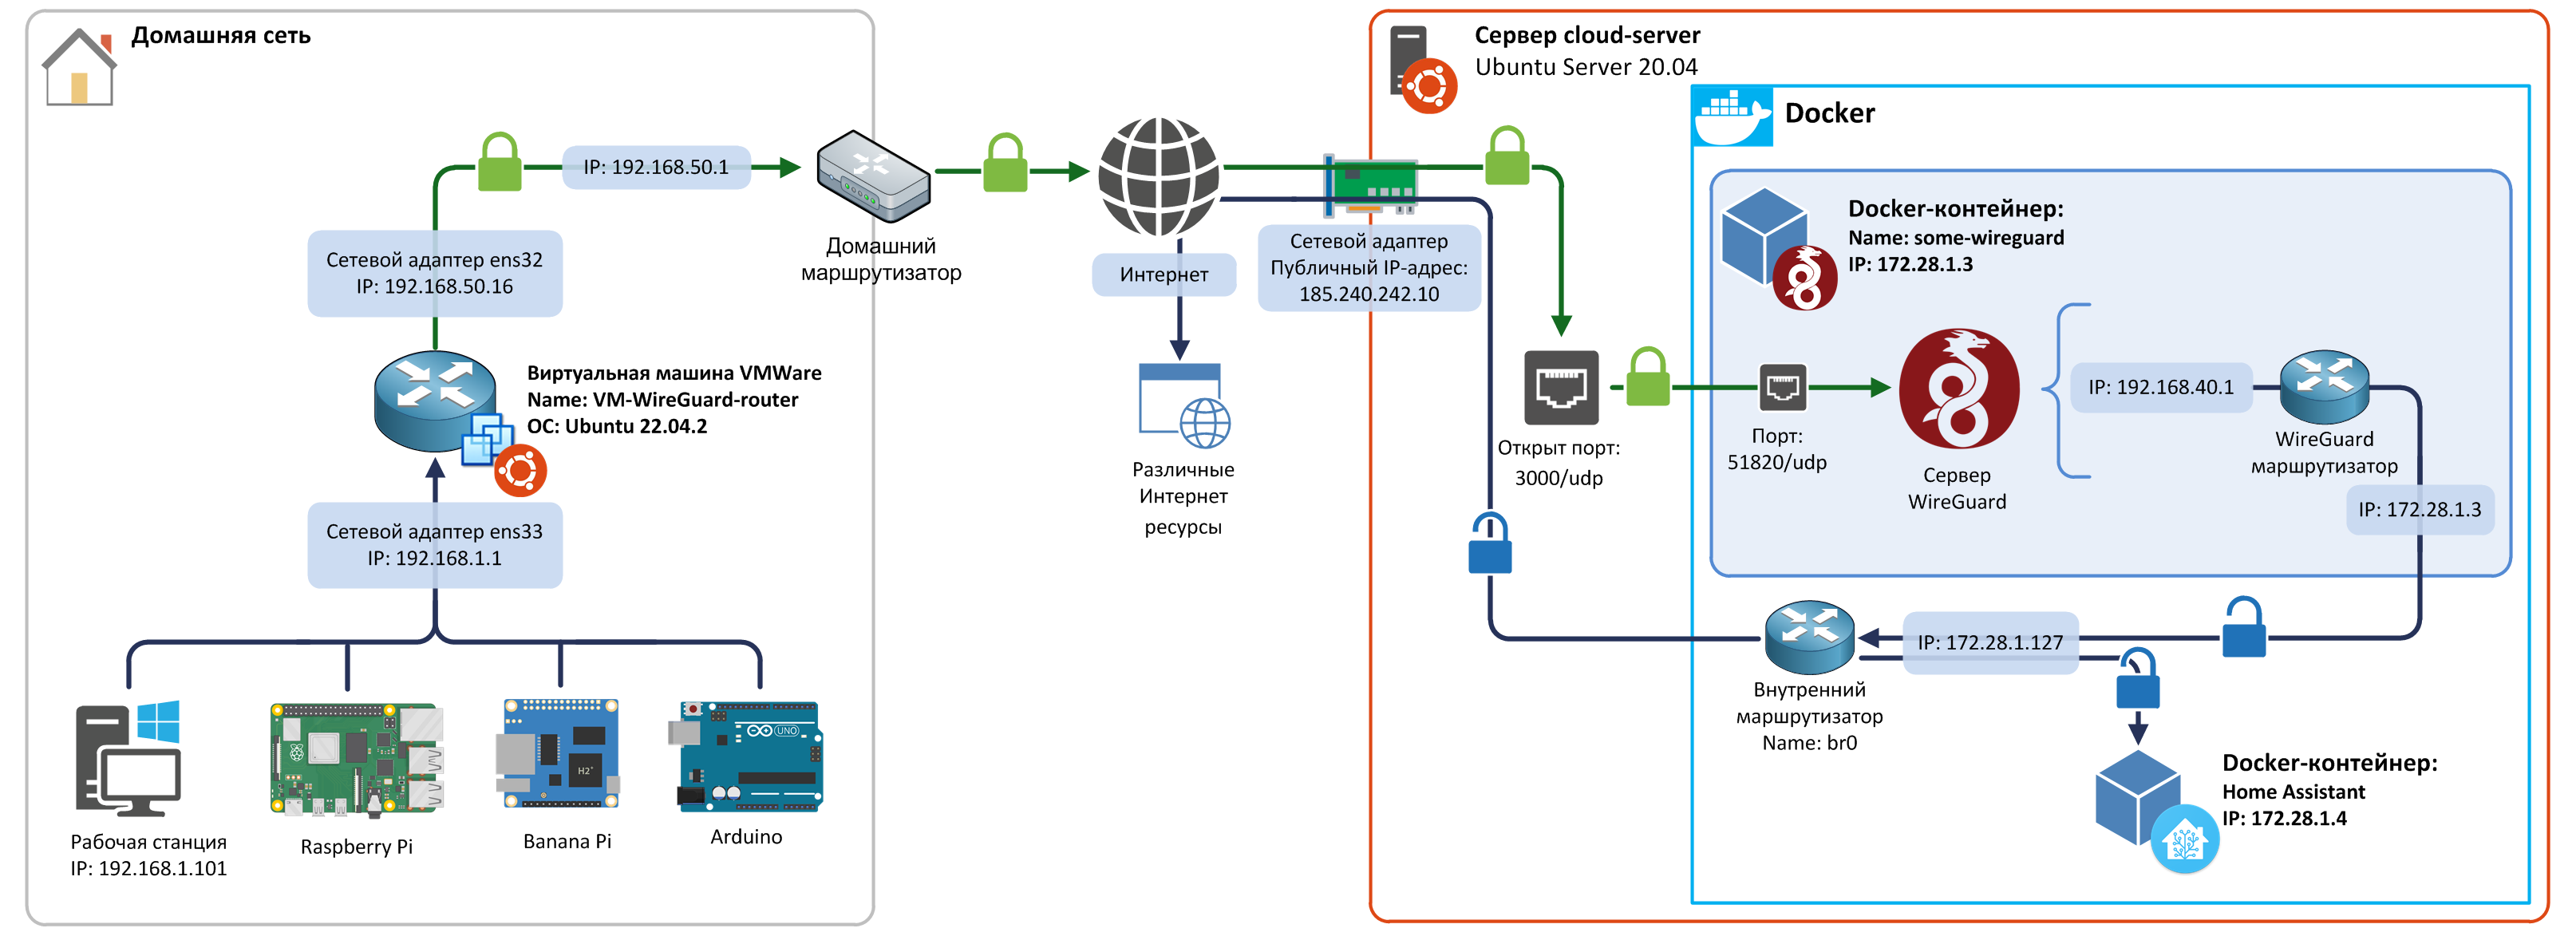 Домашняя сеть
IP: 192.168.50.1
Домашний
маршрутизатор
Сетевой адаптер ens32
IP: 192.168.50.16
Виртуальная машина VMWare
Name: VM-WireGuard-router
ОС: Ubuntu 22.04.2
Сетевой адаптер ens33
IP: 192.168.1.1
Рабочая станция
IP: 192.168.1.101
Raspberry Pi
H2+
Banana Pi
UNO
Arduino
Интернет
Различные
Интернет
ресурсы
Сервер cloud-server
Ubuntu Server 20.04
Сетевой адаптер
Публичный IP-адрес:
185.240.242.10
Открыт порт:
3000/udp
Docker
Docker-контейнер:
Name: some-wireguard
IP: 172.28.1.3
Порт:
51820/udp
Сервер
WireGuard
IP: 192.168.40.1
WireGuard
маршрутизатор
IP: 172.28.1.3
IP: 172.28.1.127
Внутренний
маршрутизатор
Name: br0
Docker-контейнер:
Home Assistant
IP: 172.28.1.4